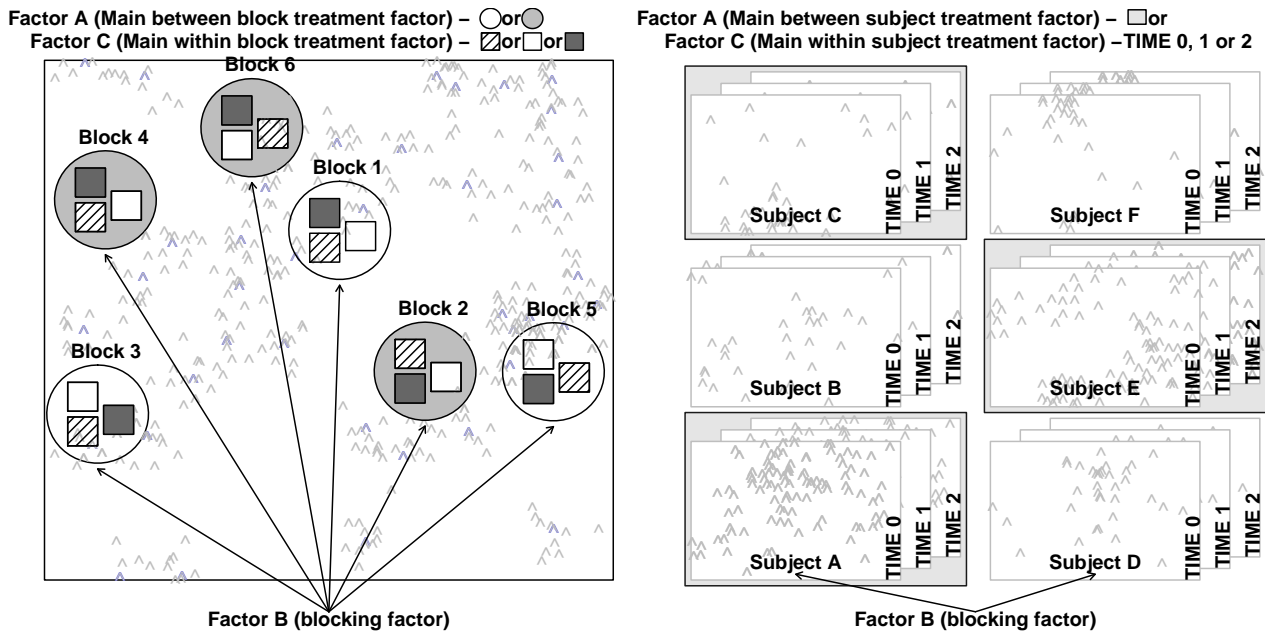 Factor A (Main between block treatment factor) – or
Factor C (Main within block treatment factor) – or or
Block 6
Block 4
Block 1
Block 2
Block 5
Block 3
Factor B (blocking factor)
Factor A (Main between subject treatment factor) – or
Factor C (Main within subject treatment factor) –TIME 0, 1 or 2
Subject C
TIME 0
TIME 1
TIME 2
Subject F
TIME 0
TIME 1
TIME 2
Subject B
TIME 0
TIME 1
TIME 2
Subject E
TIME 0
TIME 1
TIME 2
Subject A
TIME 0
TIME 1
TIME 2
Subject D
TIME 0
TIME 1
TIME 2
Factor B (blocking factor)